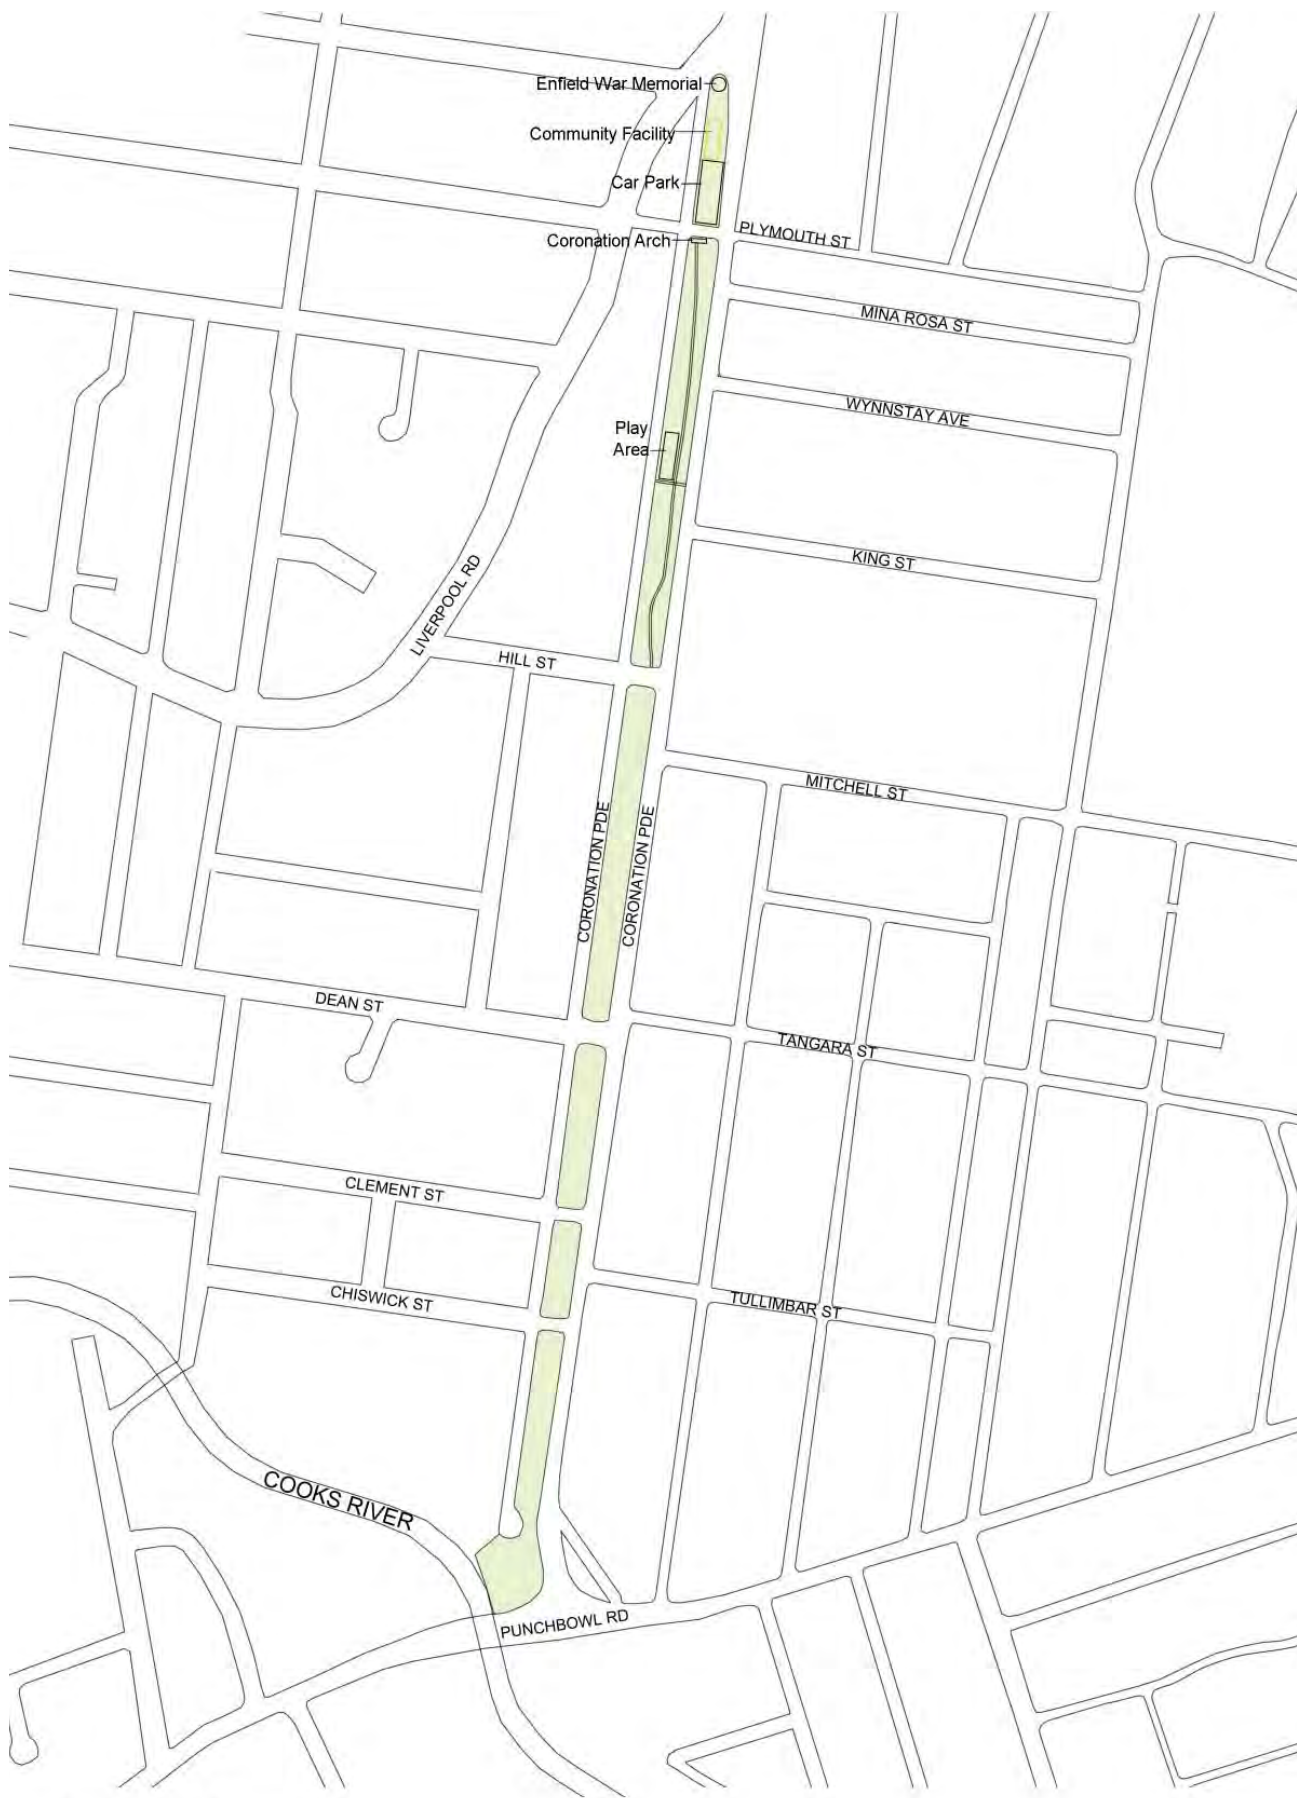 Enfield War Memorial
Community Facility
Car Park
Coronation Arch
PLYMOUTH ST
MINA ROSA ST
WYNNSTAY AVE
Play
Area
KING ST
LIVERPOOL RD
HILL ST
MITCHELL ST
CORONATION PDE
CORONATION PDE
DEAN ST
TANGARA ST
CLEMENT ST
CHISWICK ST
TULLIMBAR ST
COOKS RIVER
PUNCHBOWL RD